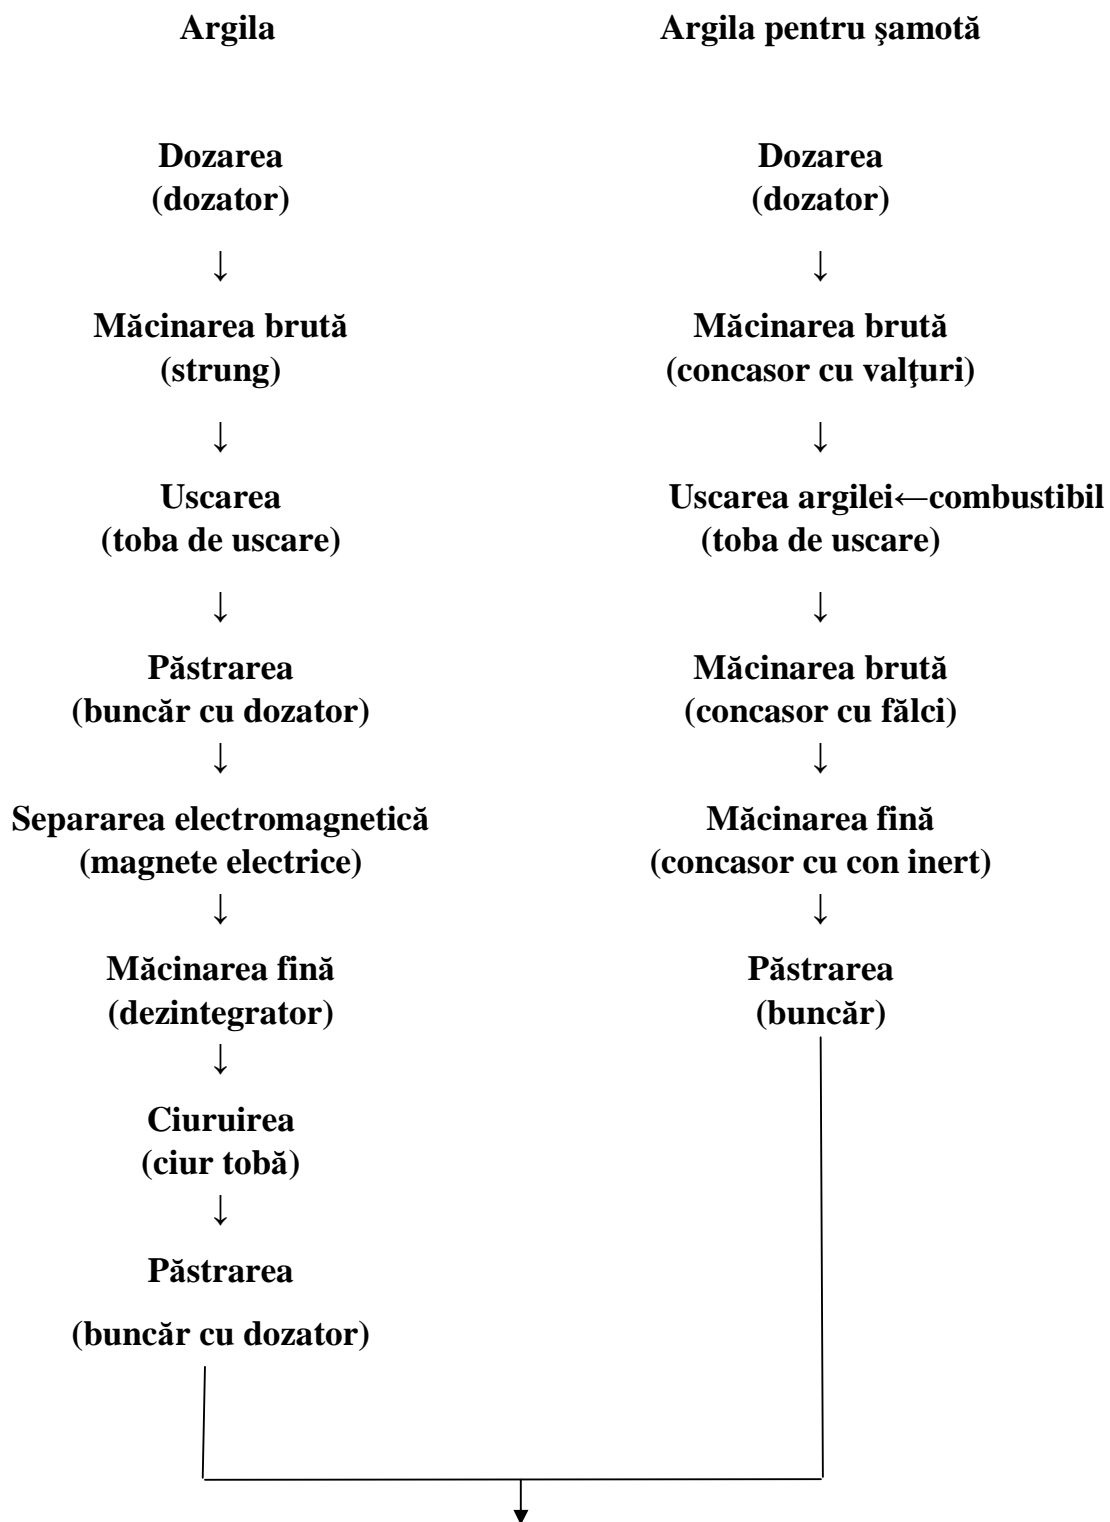 Argila
Dozarea
(dozator)
↓
Măcinarea brută
(strung)
↓
Uscarea
(toba de uscare)
↓
Păstrarea
(buncăr cu dozator)
↓
Separarea electromagnetică
(magnete electrice)
↓
Măcinarea fină
(dezintegrator)
↓
Ciuruirea
(ciur tobă)
↓
Păstrarea
(buncăr cu dozator)
Argila pentru şamotă
Dozarea
(dozator)
↓
Măcinarea brută
(concasor cu valţuri)
↓
Uscarea argilei←combustibil
(toba de uscare)
↓
Măcinarea brută
(concasor cu fălci)
↓
Măcinarea fină
(concasor cu con inert)
↓
Păstrarea
(buncăr)